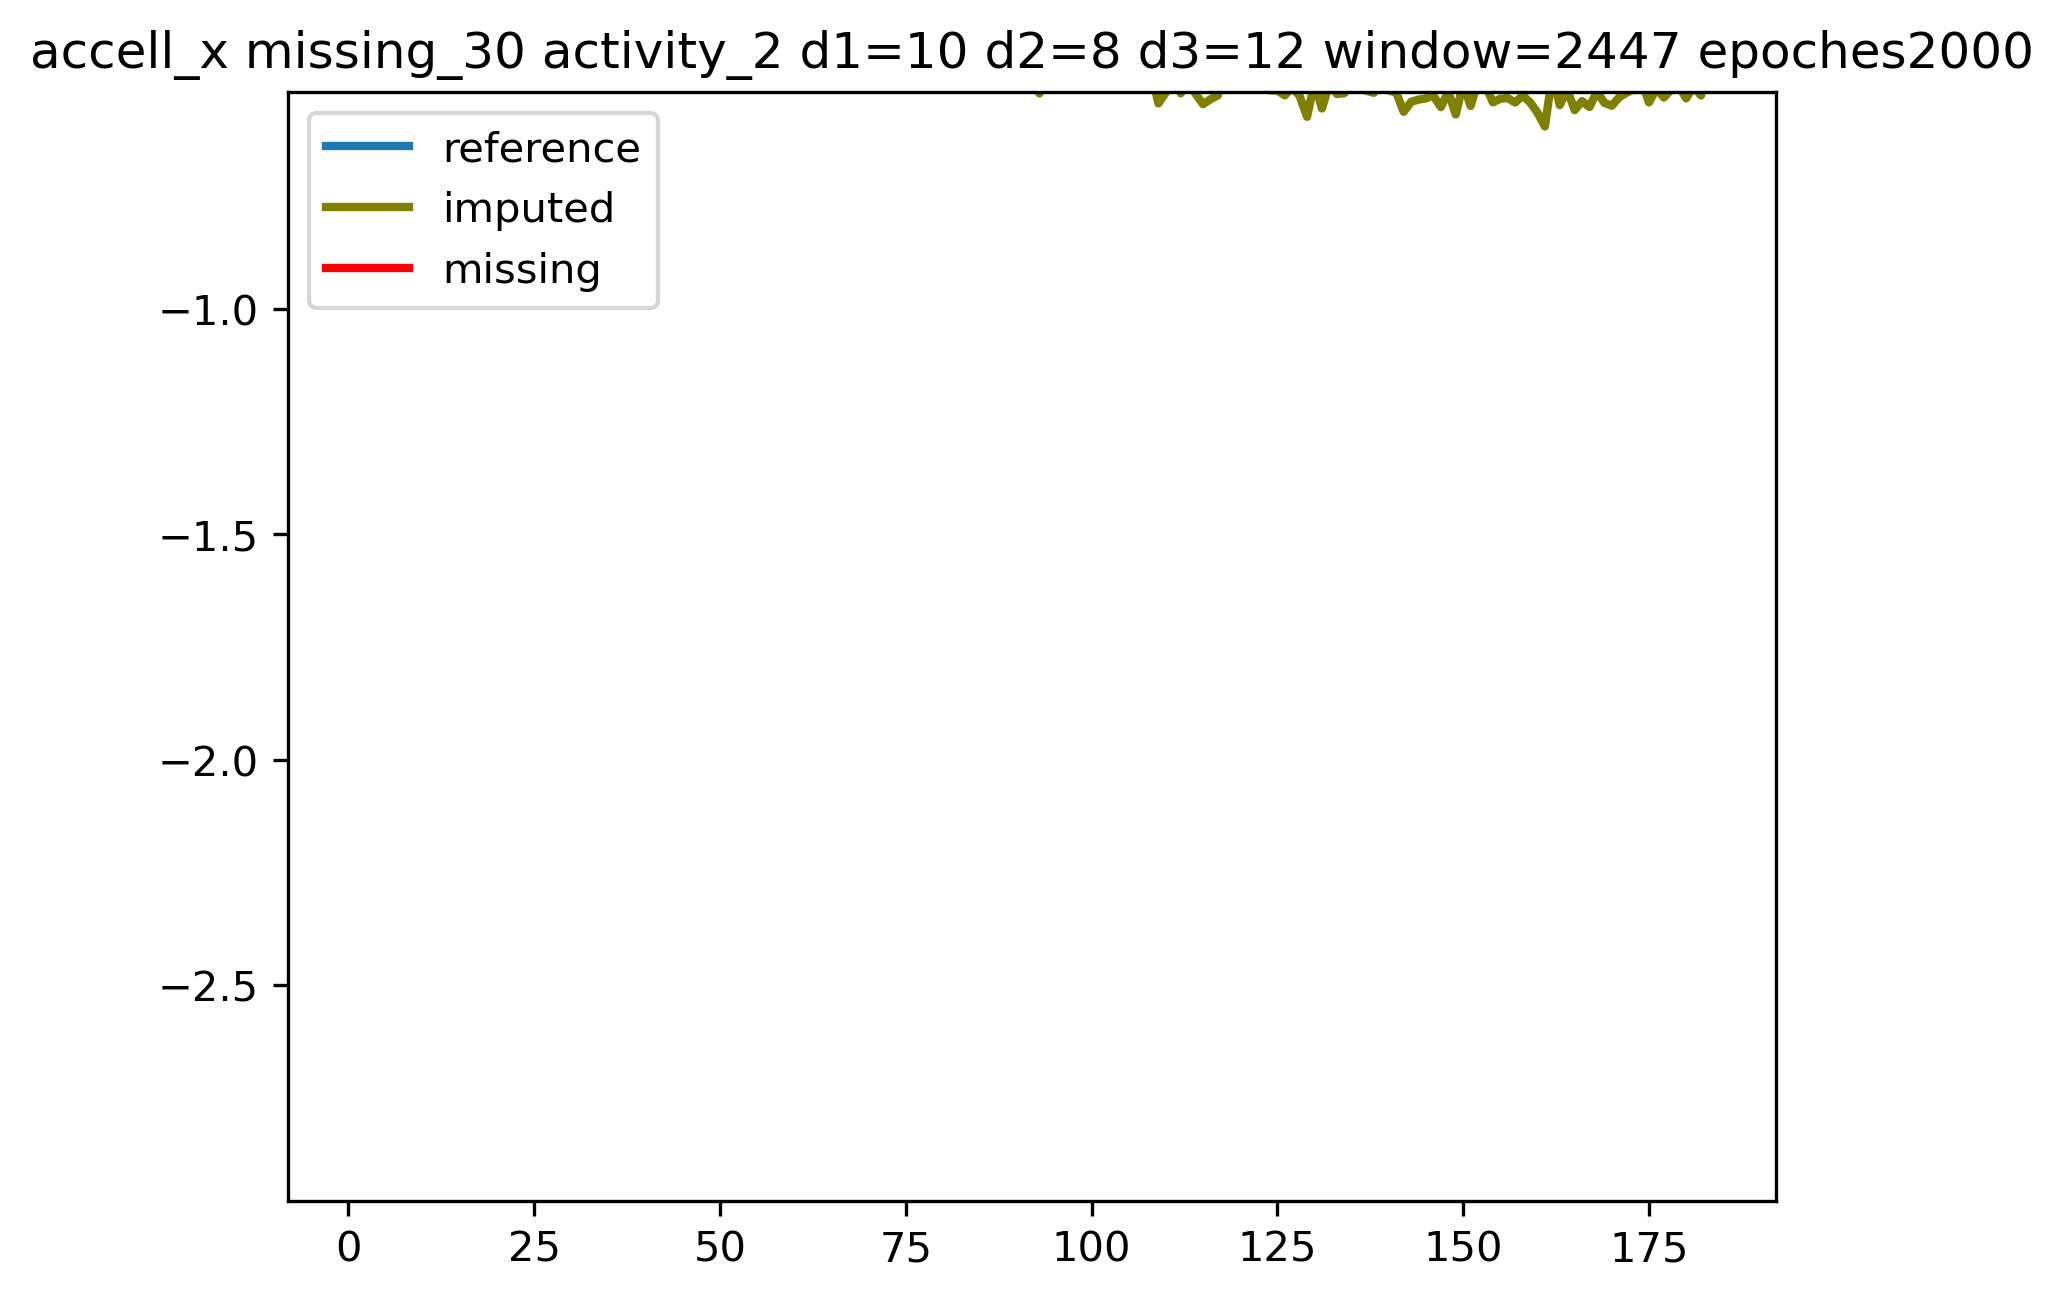 accell_x missing_30 activity_2 d1=10 d2=8 d3=12 window=2447 epoches2000
reference
imputed
missing
−1.0
−1.5
−2.0
−2.5
0 25 50 75 100 125 150 175